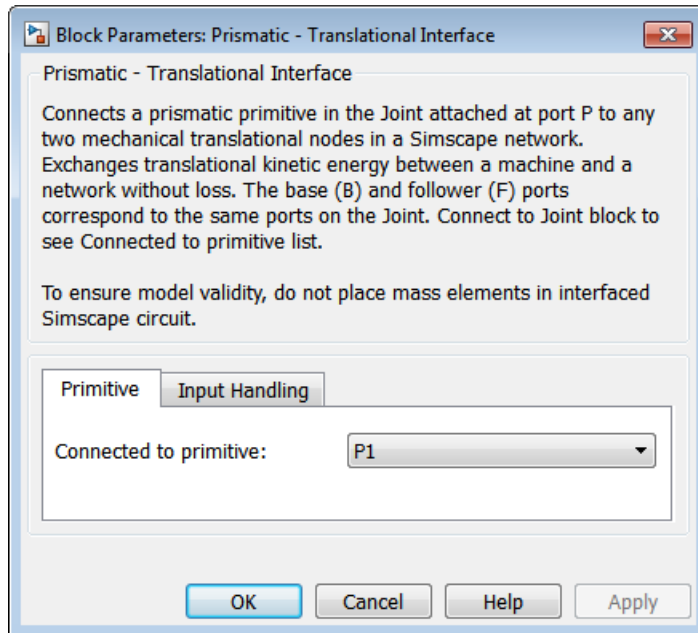 Block Parameters: Prismatic - Translational Interface
Prismatic - Translational Interface
Connects a prismatic primitive in the Joint attached at port P to any
two mechanical translational nodes in a Simscape network.
Exchanges translational kinetic energy between a machine and a
network without loss. The base (B) and follower (F) ports
correspond to the same ports on the Joint. Connect to Joint block to
see Connected to primitive list.
To ensure model validity, do not place mass elements in interfaced
Simscape circuit.
Primitive Input Handling
Connected to primitive: P1
OK Cancel Help Apply